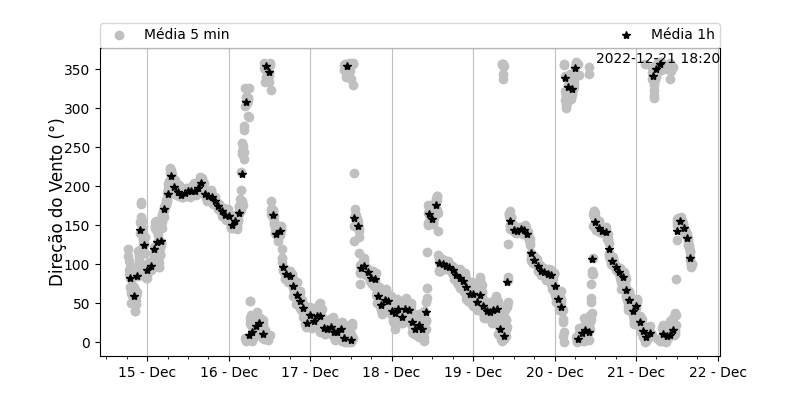 Média 5 min
Média 1h
2022-12-21 18:20
Direção do Vento (°)
350
300
250
200
150
100
50
0
15 - Dec
16 - Dec
17 - Dec
18 - Dec
19 - Dec
20 - Dec
21 - Dec
22 - Dec